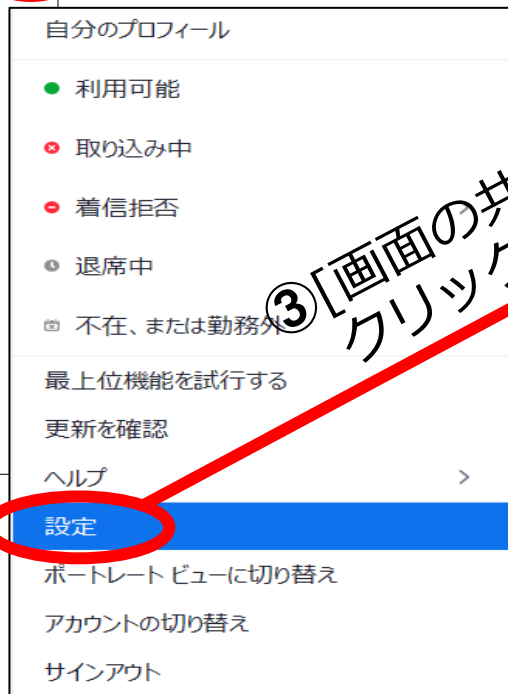 自分のプロフィール
利用可能
取り込み中
着信拒否
退席中
不在、または勤務外
③[画面の共
クリック
最上位機能を試行する
更新を確認
ヘルプ
設定
ポートレート ビューに切り替え
アカウントの切り替え
サインアウト